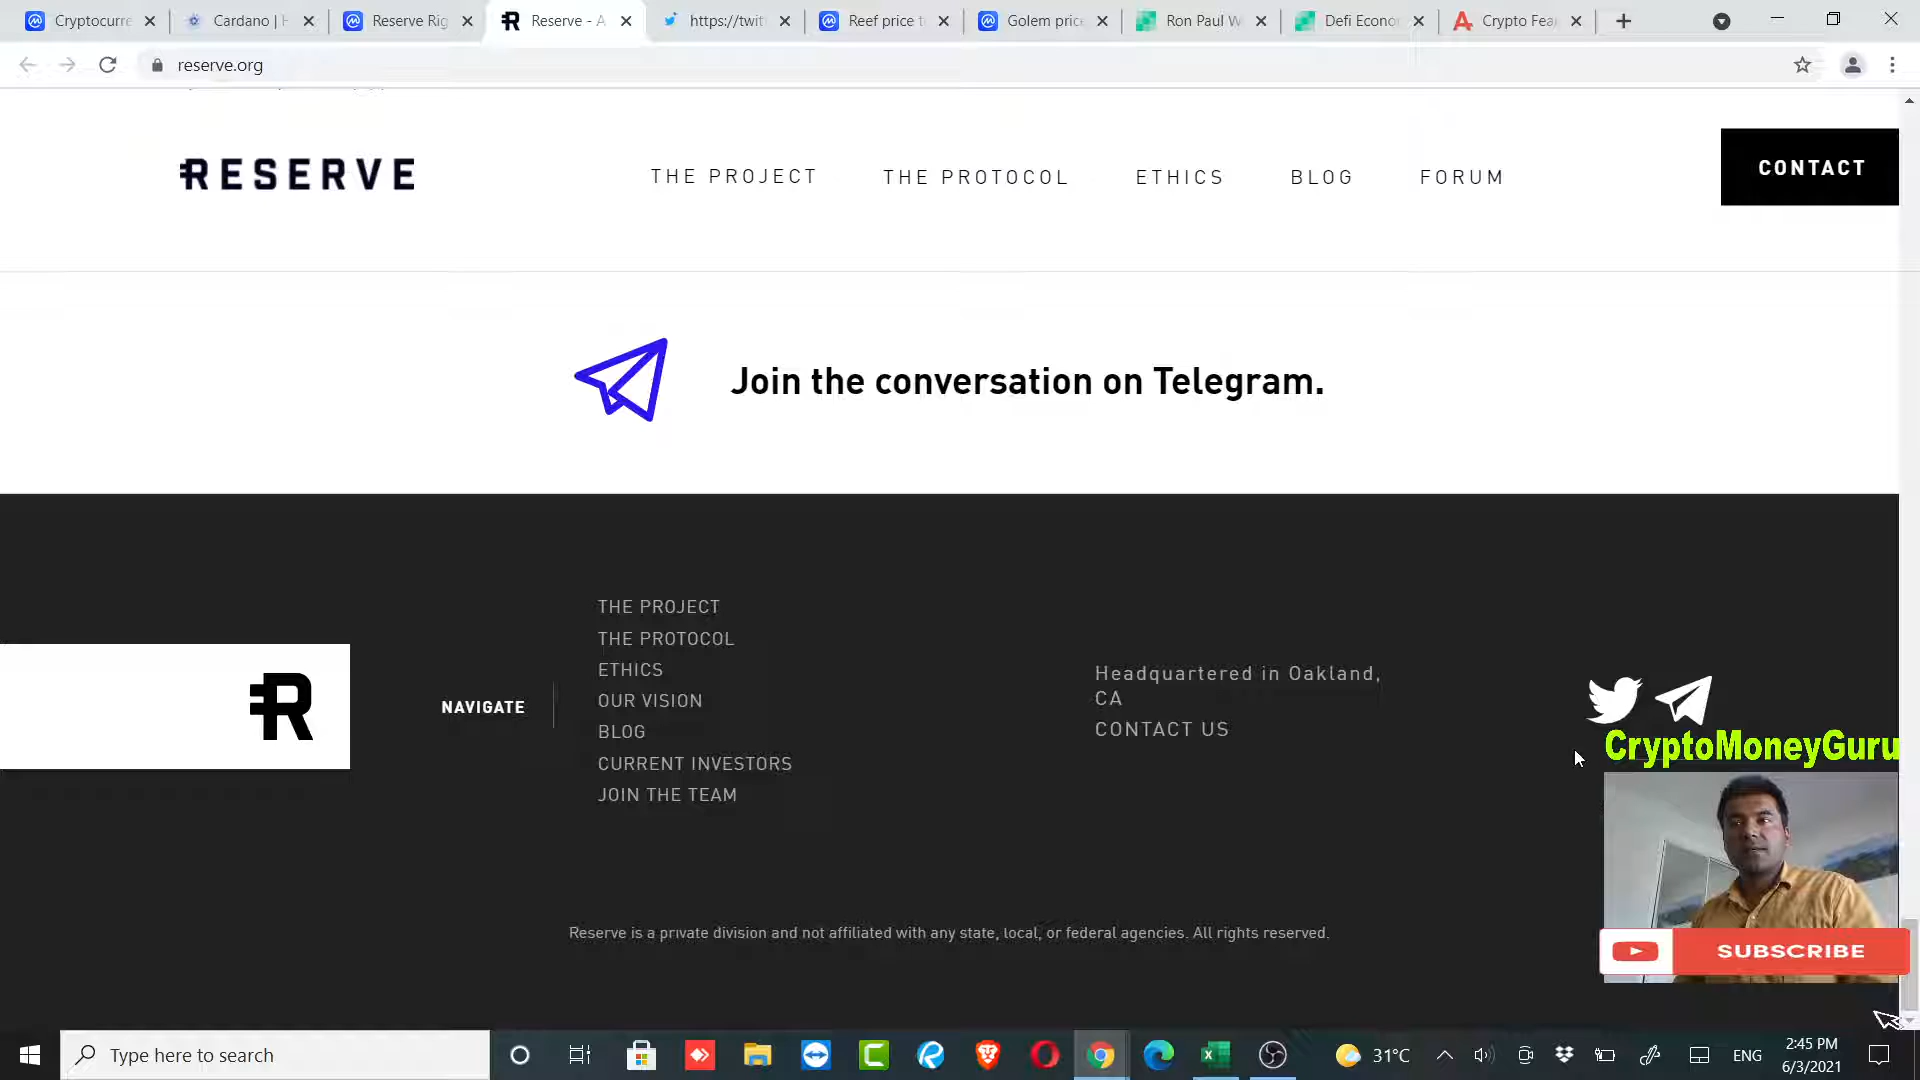 Cryptocurre
Cardano | H
Reserve Rig
Reserve - A
https://twit
Reef price t
Golem price
Ron Paul W
Defi Econo
Crypto Fea
reserve.org
RESERVE
THE PROJECT
THE PROTOCOL
ETHICS
BLOG
FORUM
CONTACT
Join the conversation on Telegram.
R
NAVIGATE
THE PROJECT
THE PROTOCOL
ETHICS
OUR VISION
BLOG
CURRENT INVESTORS
JOIN THE TEAM
Headquartered in Oakland,
CA
CONTACT US
CryptoMoneyGuru
SUBSCRIBE
Reserve is a private division and not affiliated with any state, local, or federal agencies. All rights reserved.
Type here to search
31°C
ENG
2:45 PM
6/3/2021